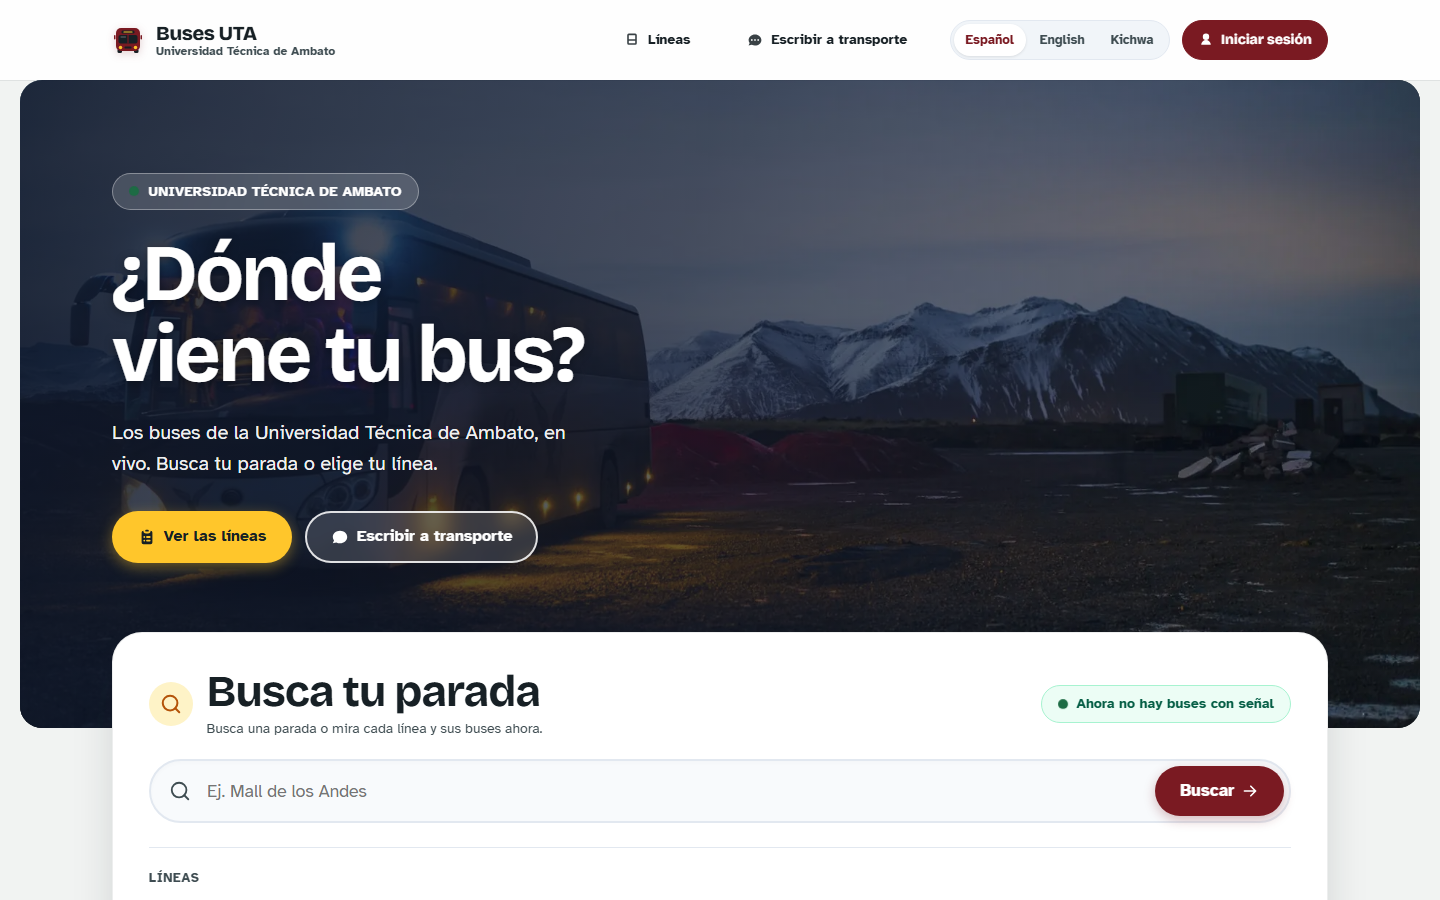 Buses UTA
Universidad Técnica de Ambato
Líneas
Escribir a transporte
Español
English
Kichwa
Iniciar sesión
UNIVERSIDAD TÉCNICA DE AMBATO
¿Dónde
viene tu bus?
Los buses de la Universidad Técnica de Ambato, en
vivo. Busca tu parada o elige tu línea.
Ver las líneas
Escribir a transporte
Busca tu parada
Busca una parada o mira cada línea y sus buses ahora.
Ahora no hay buses con señal
Ej. Mall de los Andes
Buscar →
LÍNEAS